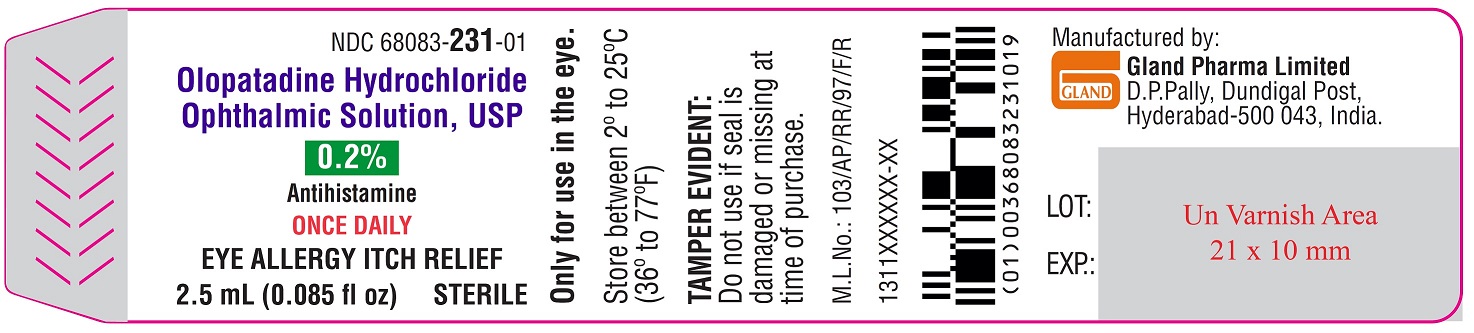 NDC 68083-231-01
Olopatadine Hydrochloride
Ophthalmic Solution, USP
0.2%
Antihistamine
ONCE DAILY
EYE ALLERGY ITCH RELIEF
2.5 mL (0.085 fl oz) STERILE
Only for use in the eye.
Store between 2º to 25ºC
(36º to 77ºF)
TAMPER EVIDENT:
Do not use if seal is
damaged or missing at
time of purchase.
M.L.No.: 103/AP/RR/97/F/R
1311XXXXXX-XX
(01)00368083231019
Manufactured by:
GLAND
Gland Pharma Limited
D.P.Pally, Dundigal Post,
Hyderabad-500 043, India.
LOT:
EXP.:
Un Varnish Area
21 x 10 mm